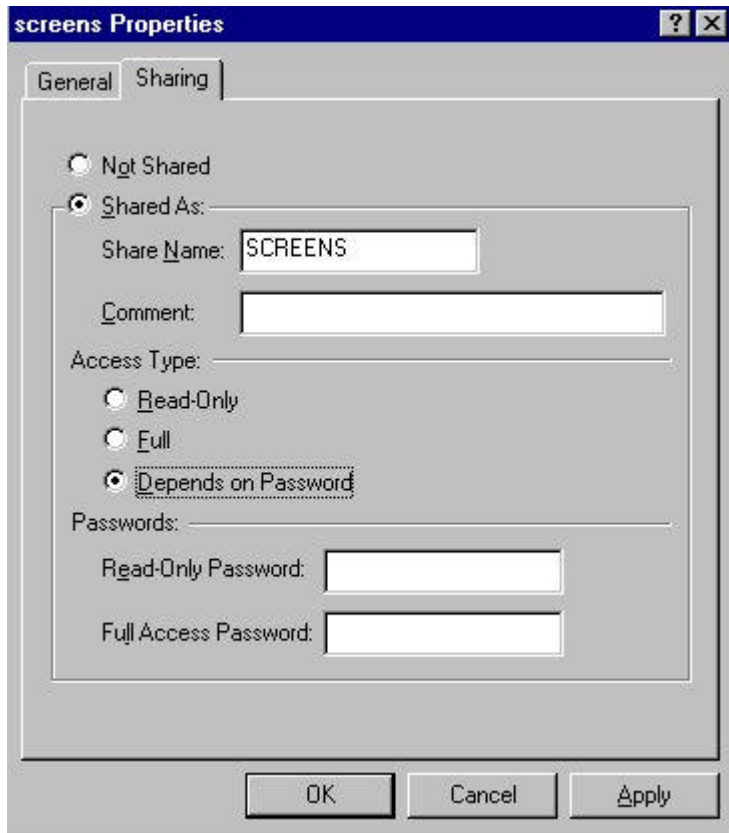 screens Properties
General Sharing
Not Shared
Shared As:
Share Name: SCREENS
Comment:
Access Type:
Read-Only
Full
Depends on Password
Passwords:
Read-Only Password:
Full Access Password:
OK Cancel Apply